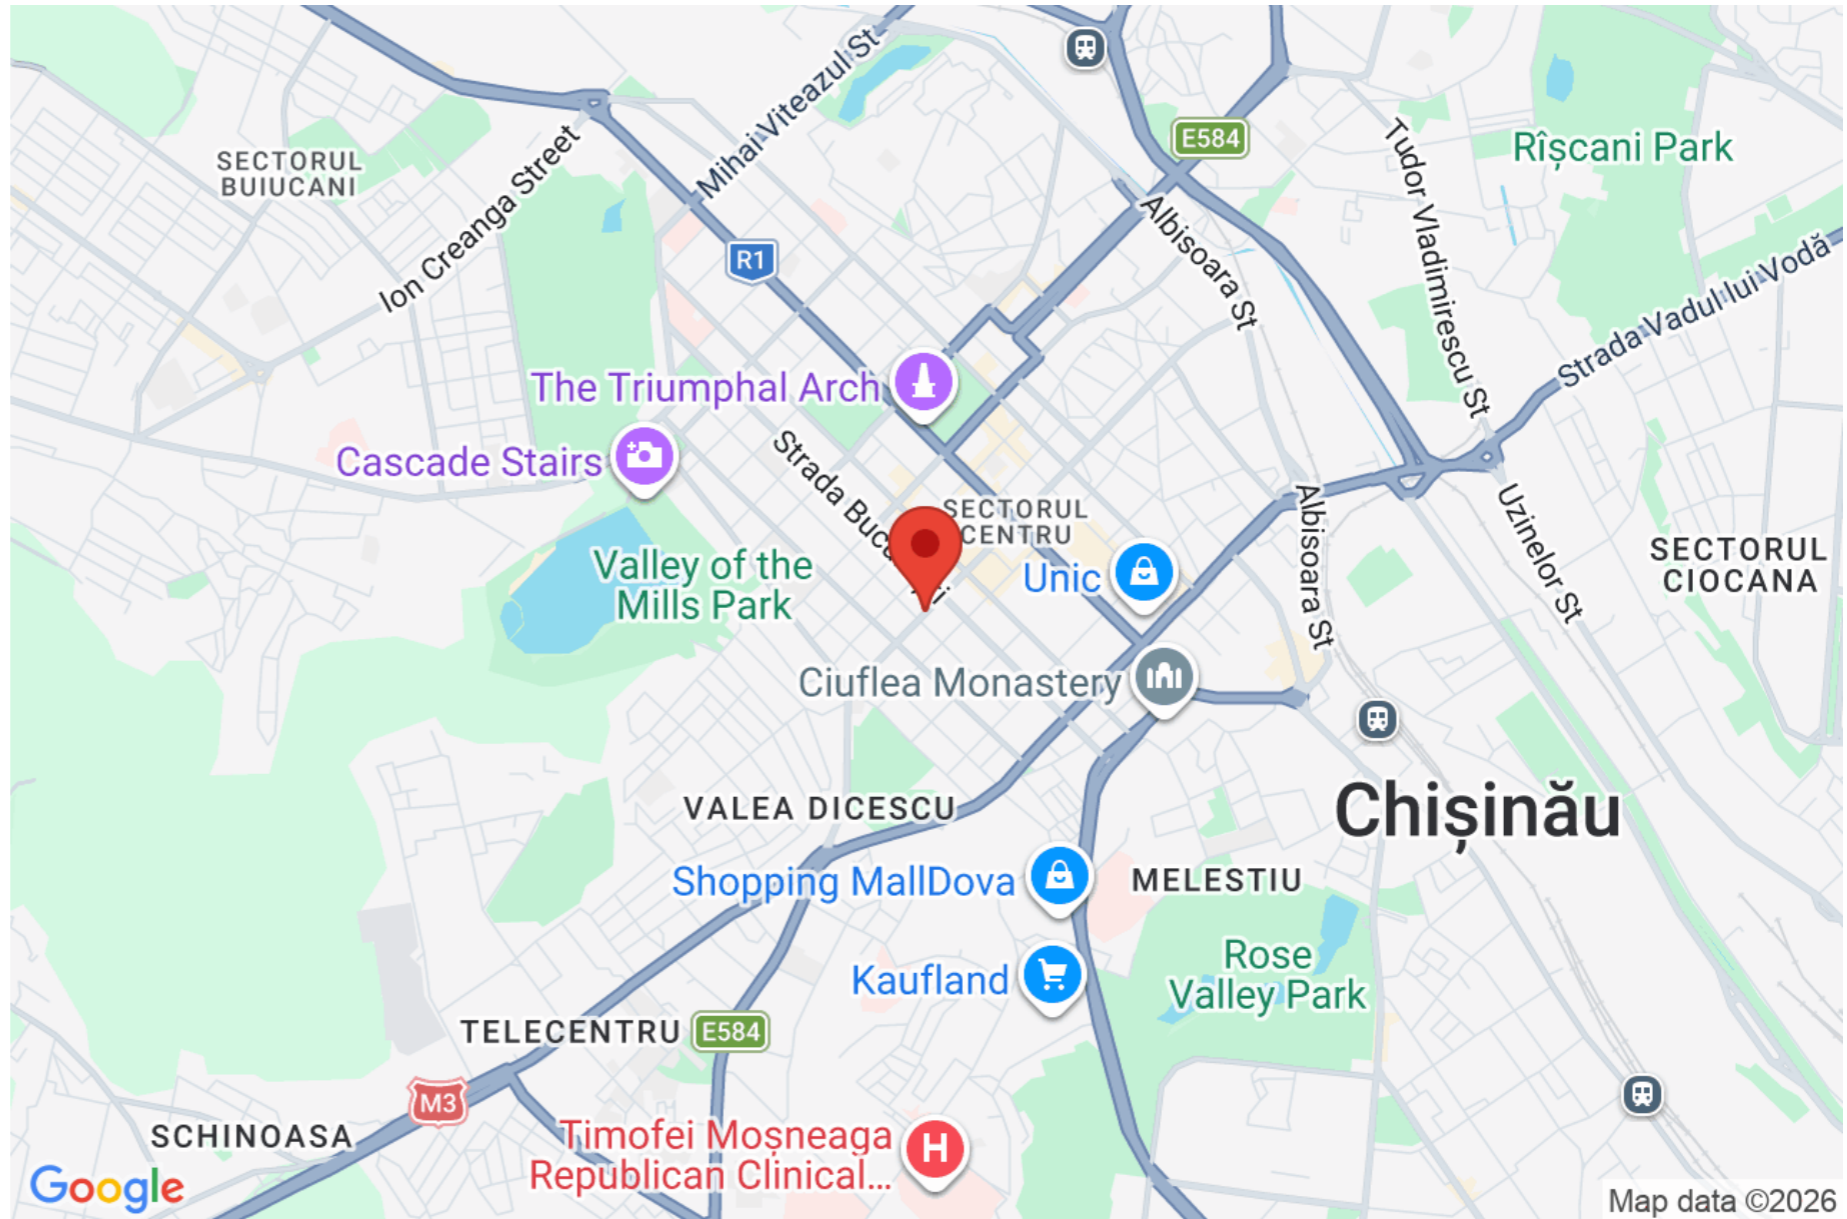 Mihai Viteazul St
E584
Rîșcani Park
SECTORUL
BUIUCANI
Ion Creanga Street
Tudor Vladimirescu St
Albisoara St
R1
Strada Vadul lui Vodă
The Triumphal Arch
Cascade Stairs
Strada
SECTORUL
CENTRU
Albisoara St
Uzinelor St
SECTORUL
CIOCANA
Valley of the
Mills Park
Unic
Ciuflea Monastery
VALEA DICESCU
Chișinău
Shopping MallDova
MELESTIU
Rose
Valley Park
Kaufland
TELECENTRU
E584
M3
SCHINOASA
Timofei Moșneaga
Republican Clinical...
H
Google
Map data ©2026